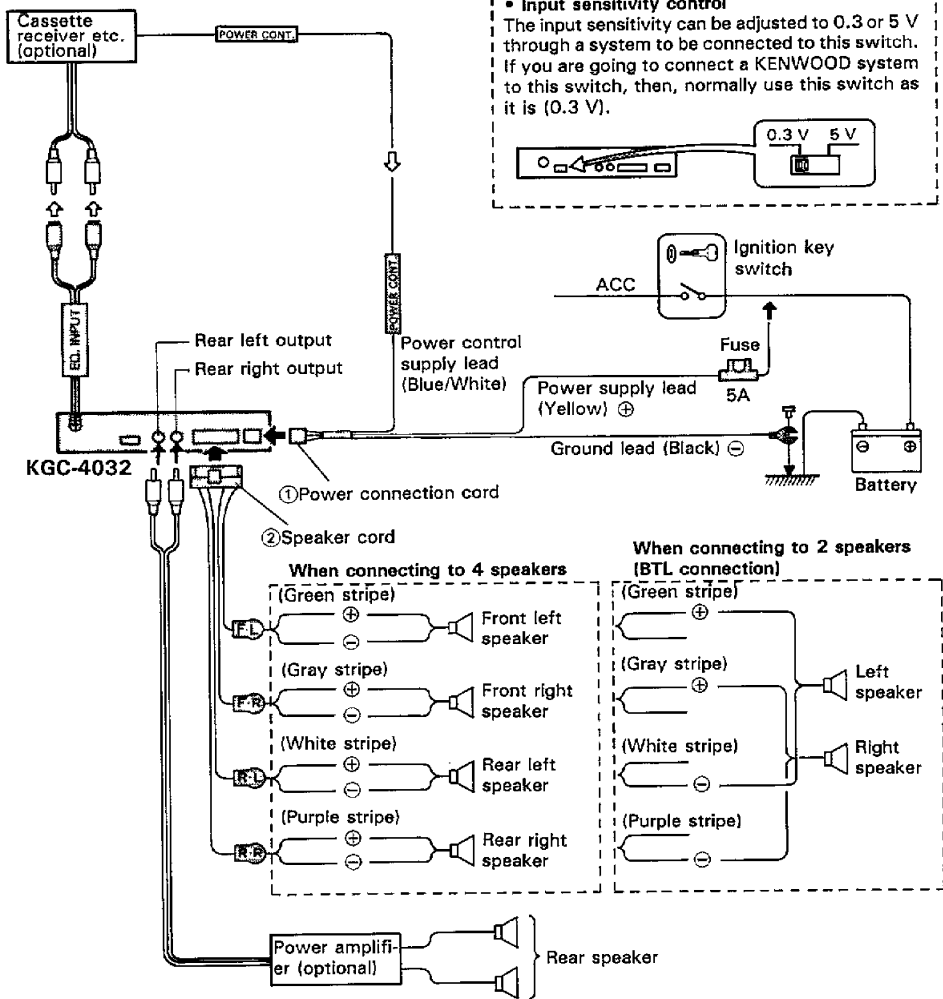 Cassette
receiver etc.
(optional)
POWER CONT.
• Input sensitivity control
The input sensitivity can be adjusted to 0.3 or 5 V
through a system to be connected to this switch.
If you are going to connect a KENWOOD system
to this switch, then, normally use this switch as
it is (0.3 V).
0.3 V 5 V
Ignition key
switch
ACC
POWER CONT.
EQ. INPUT
Rear left output
Rear right output
Power control
supply lead
(Blue/White)
Fuse
5A
Power supply lead
(Yellow) ⊕
Ground lead (Black) ⊖
⊖ ⊕
Battery
KGC-4032
①Power connection cord
②Speaker cord
When connecting to 4 speakers
(Green stripe)
⊕
⊖
F·L
Front left
speaker
(Gray stripe)
⊕
⊖
F·R
Front right
speaker
(White stripe)
⊕
⊖
R·L
Rear left
speaker
(Purple stripe)
⊕
⊖
R·R
Rear right
speaker
When connecting to 2 speakers
(BTL connection)
(Green stripe)
⊕
(Gray stripe)
⊕
Left
speaker
(White stripe)
⊖
Right
speaker
(Purple stripe)
⊖
Power amplifi-
er (optional)
Rear speaker